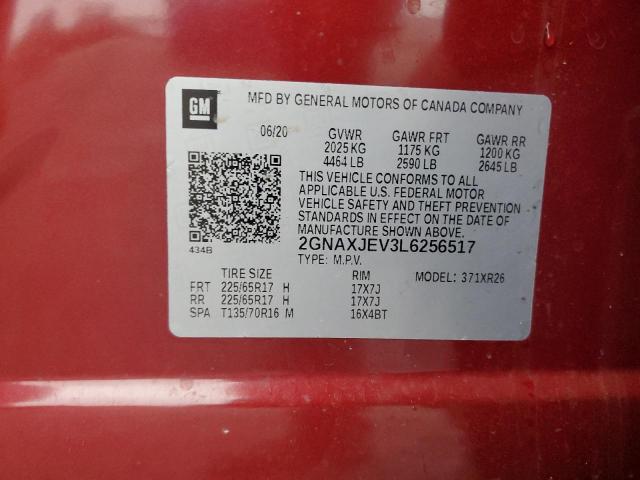 GM
MFD BY GENERAL MOTORS OF CANADA COMPANY
06/20 GVWR GAWR FRT GAWR RR
2025 KG 1175 KG 1200 KG
4464 LB 2590 LB 2645 LB
THIS VEHICLE CONFORMS TO ALL
APPLICABLE U.S. FEDERAL MOTOR
VEHICLE SAFETY AND THEFT PREVENTION
STANDARDS IN EFFECT ON THE DATE OF
MANUFACTURE SHOWN ABOVE.
434B 2GNAXJEV3L6256517
TYPE: M.P.V.
TIRE SIZE RIM MODEL: 371XR26
FRT 225/65R17 H 17X7J
RR 225/65R17 H 17X7J
SPA T135/70R16 M 16X4BT